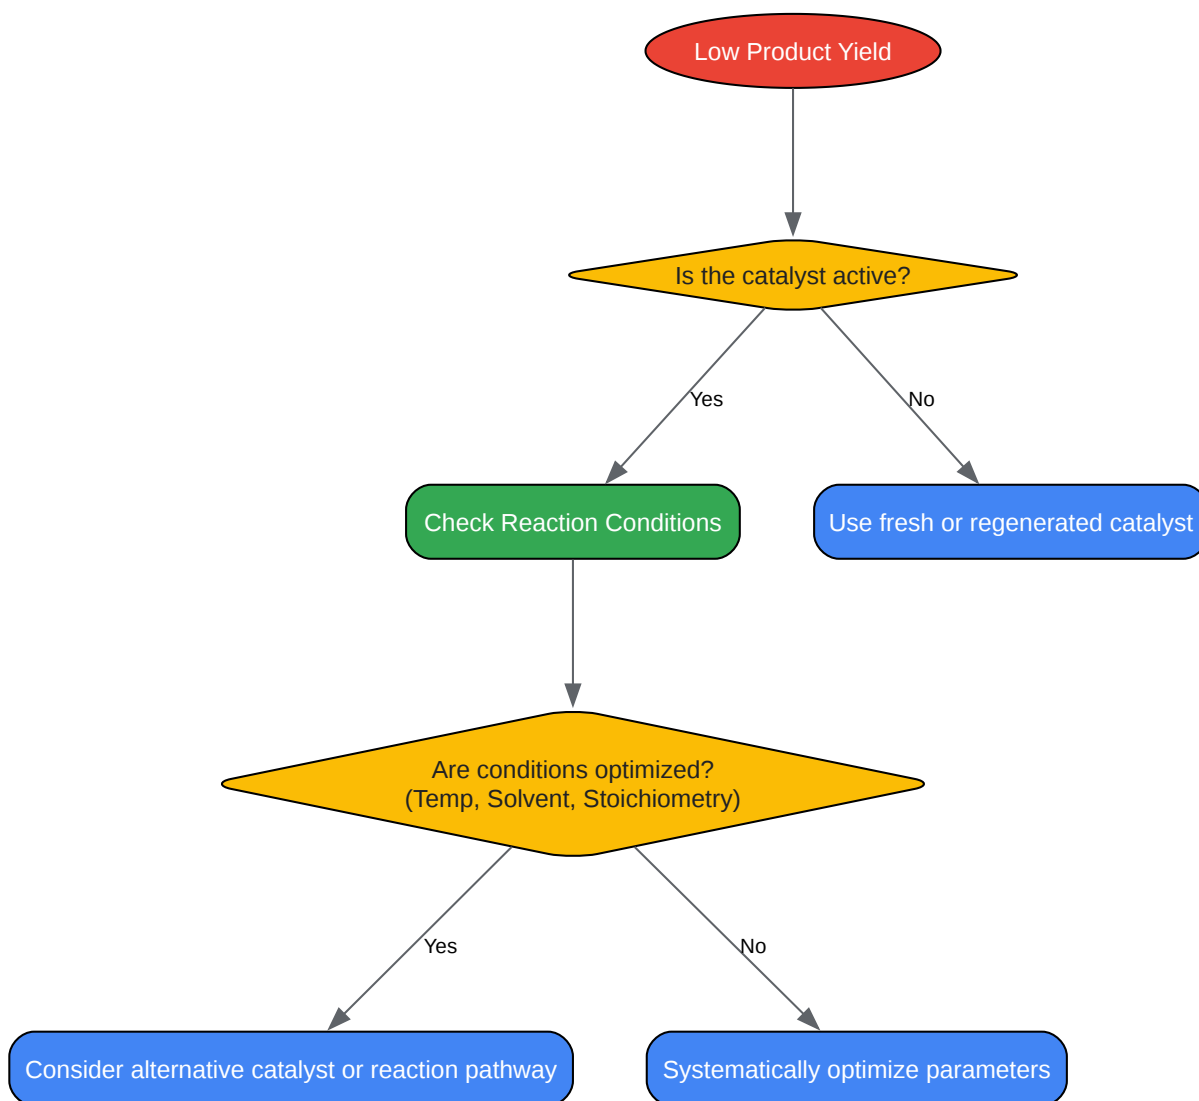 Low Product Yield
Is the catalyst active?
Yes
No
Check Reaction Conditions
Use fresh or regenerated catalyst
Are conditions optimized?
(Temp, Solvent, Stoichiometry)
Yes
No
Consider alternative catalyst or reaction pathway
Systematically optimize parameters